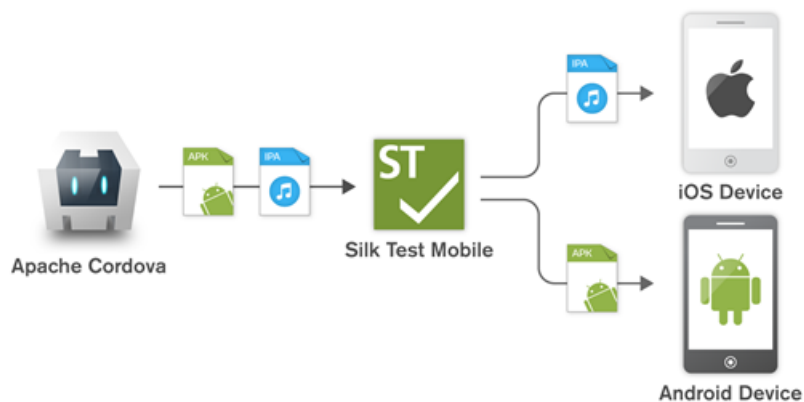 APK
IPA
Apache Cordova
ST
Silk Test Mobile
IPA
iOS Device
APK
Android Device